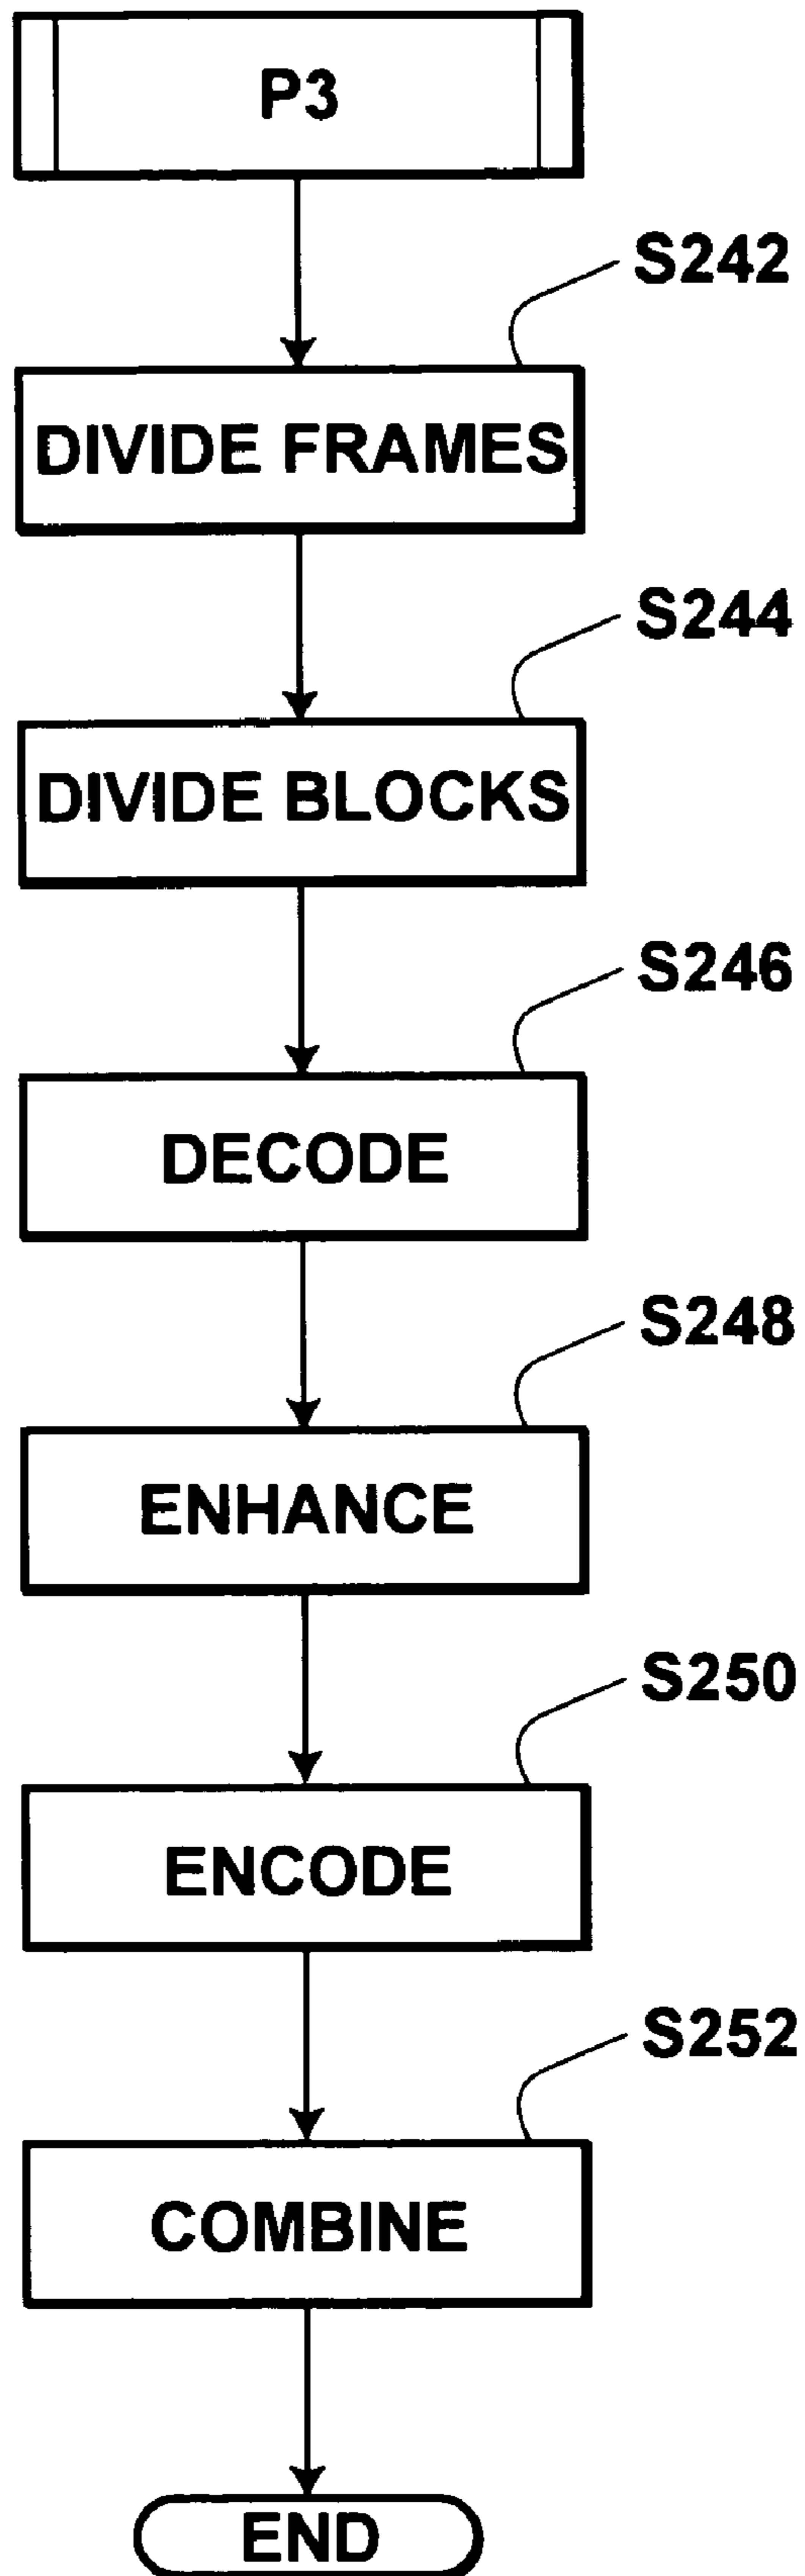 P3
S242
DIVIDE FRAMES
S244
DIVIDE BLOCKS
S246
DECODE
S248
ENHANCE
S250
ENCODE
S252
COMBINE
END